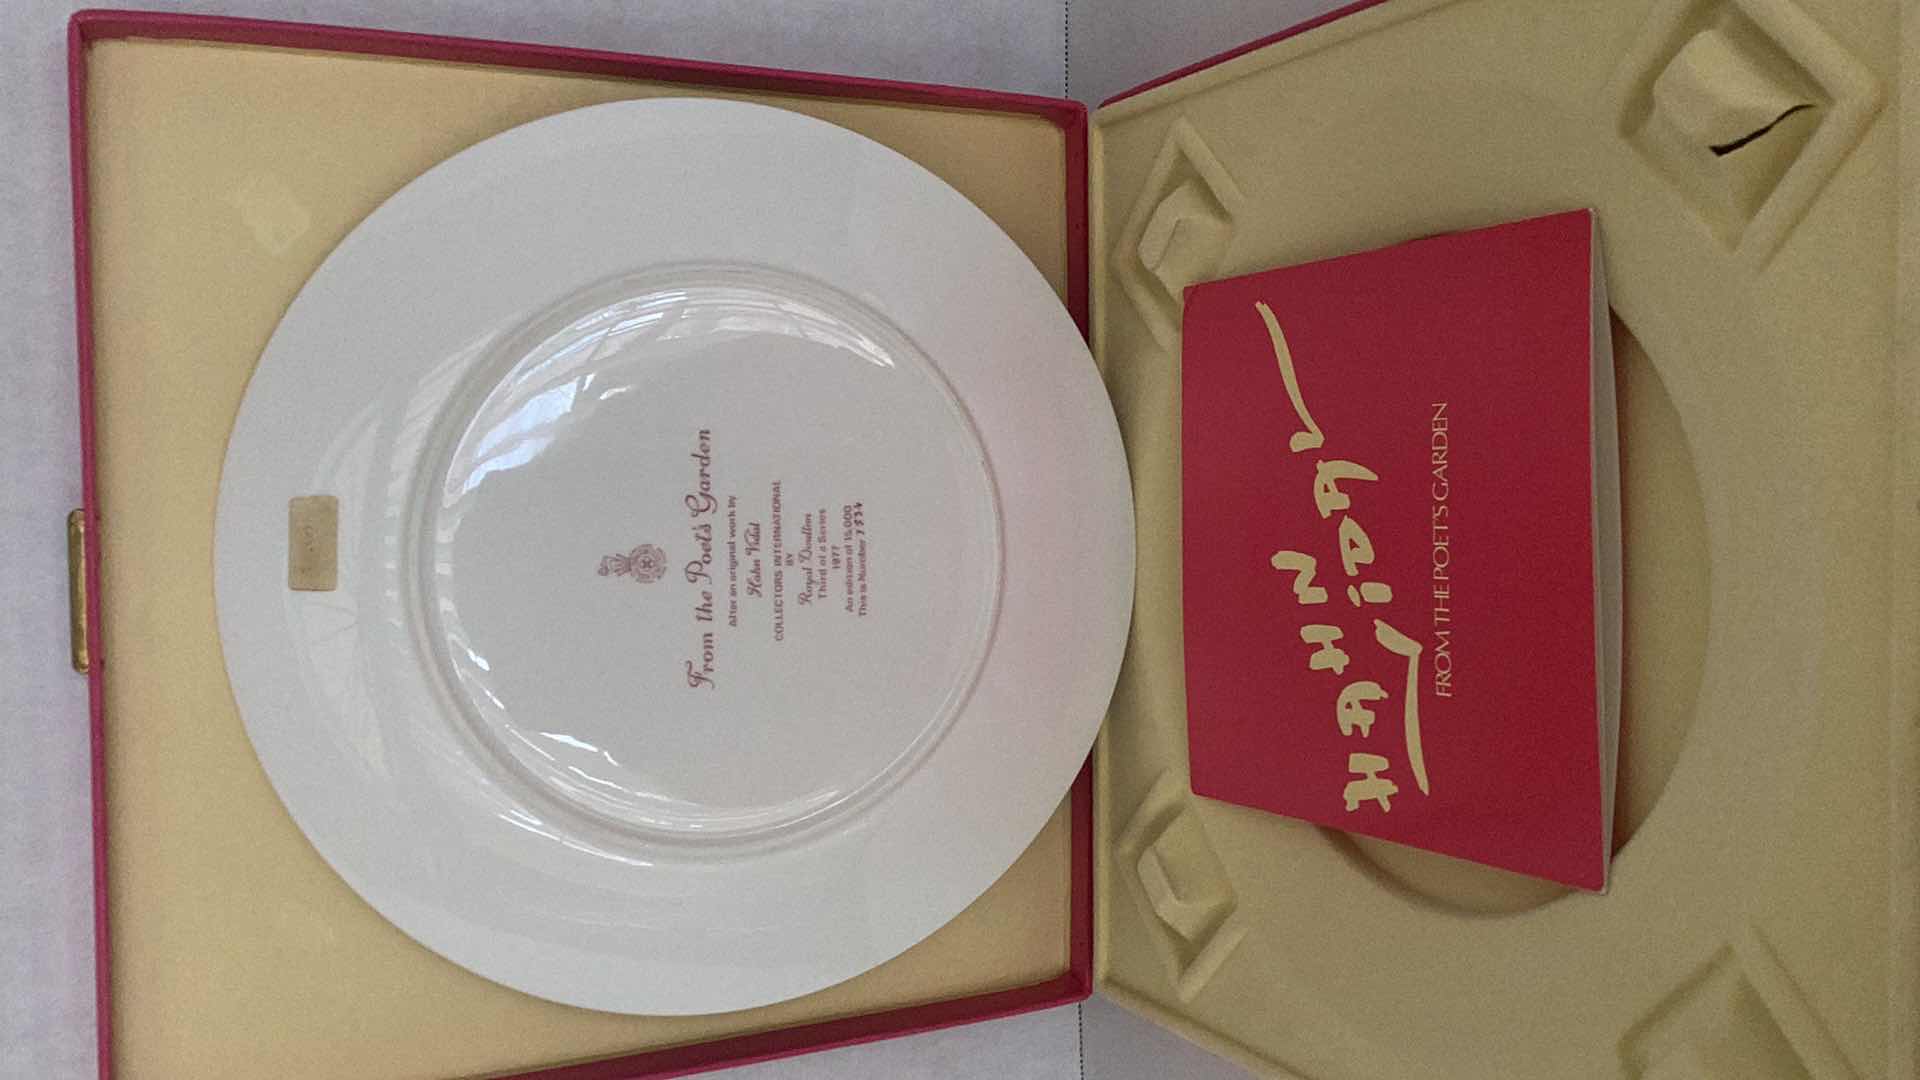 From the Poet's Garden
After an original work by
Hahn Vidal
COLLECTORS INTERNATIONAL
BY
Royal Doulton
Third of a Series
1977
An edition of 15,000
This is Number
HAHN
Vidal
FROM THE POET'S GARDEN